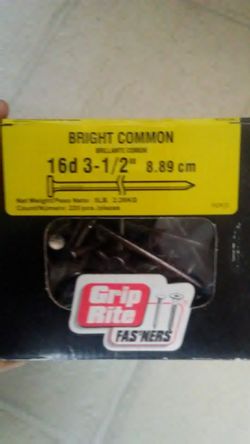 BRIGHT COMMON
BRILLANTE COMUN
16d 3-1/2" 8.89 cm
Net Weight/Peso Neto: 5LB 2.26KG
Count/Número: 220 pcs. piezas
Grip
Rite
FAS'NERS